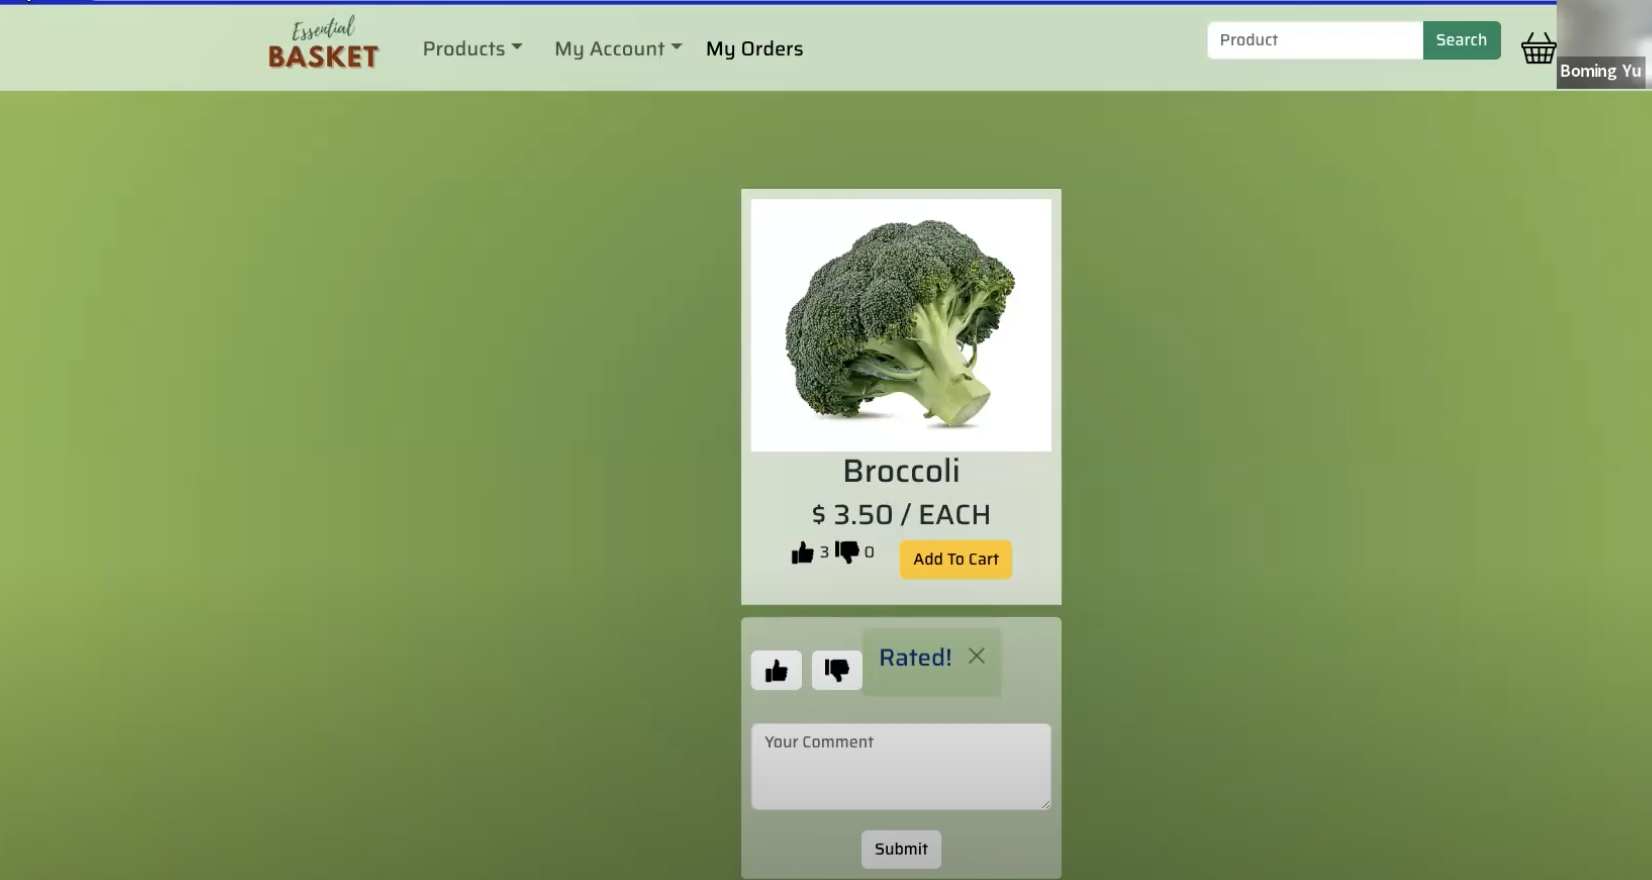 Essential
BASKET
Products
My Account
My Orders
Product
Search
Boming Yu
Broccoli
$ 3.50 / EACH
3 0
Add To Cart
Rated!
Your Comment
Submit